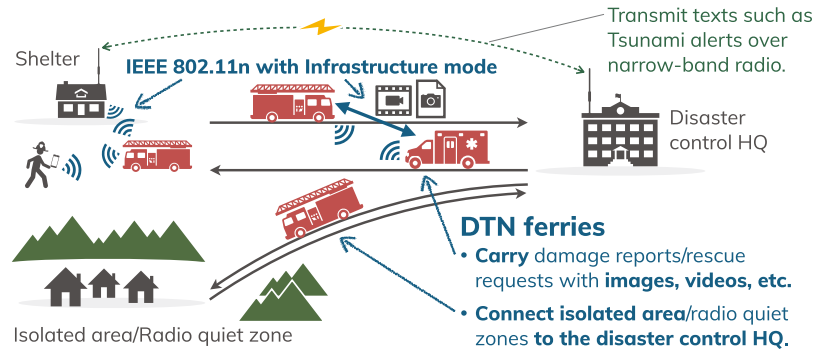 Transmit texts such as
Tsunami alerts over
narrow-band radio.
Shelter
IEEE 802.11n with Infrastructure mode
Disaster
control HQ
DTN ferries
• Carry damage reports/rescue
requests with images, videos, etc.
• Connect isolated area/radio quiet
zones to the disaster control HQ.
Isolated area/Radio quiet zone